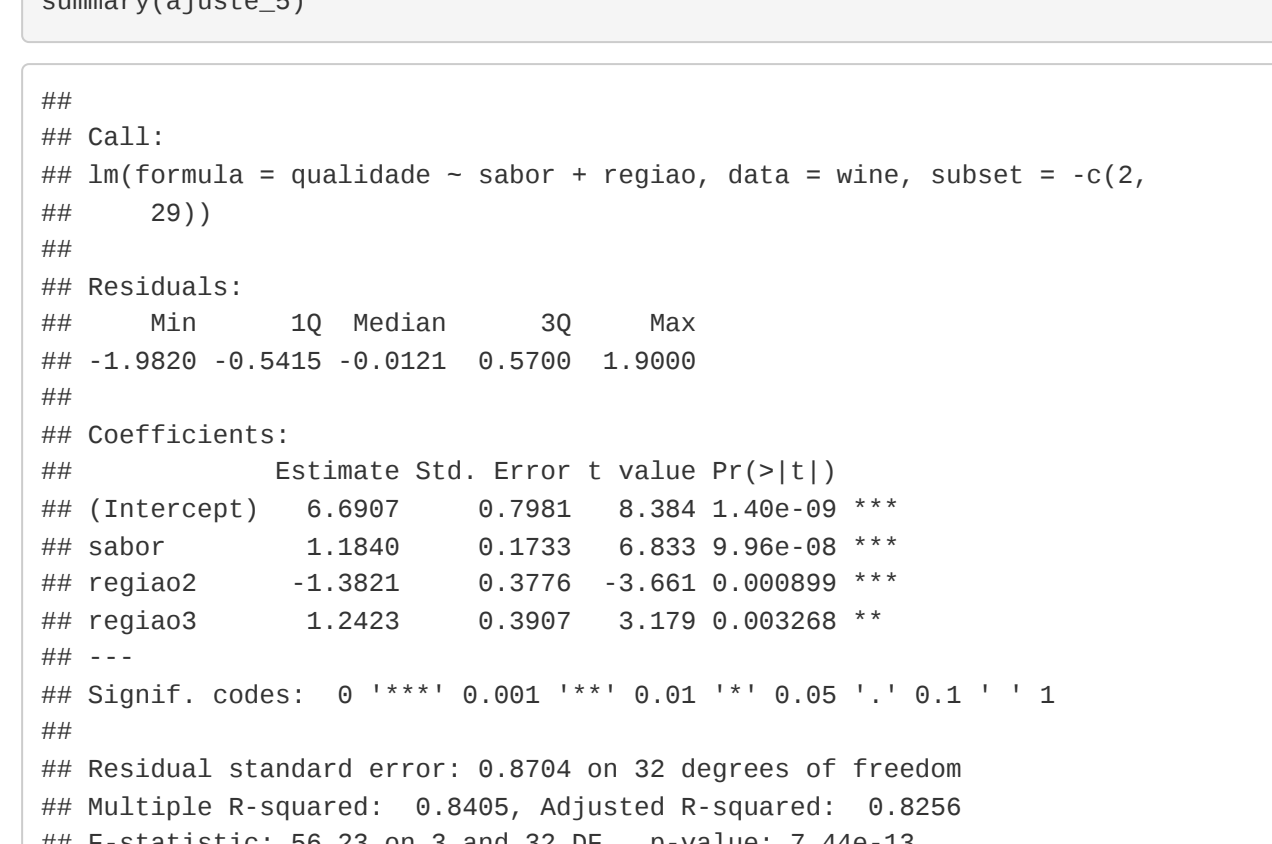 summary(ajuste_5)
##
## Call:
## lm(formula = qualidade ~ sabor + regiao, data = wine, subset = -c(2,
##     29))
##
## Residuals:
##     Min      1Q  Median      3Q     Max
## -1.9820 -0.5415 -0.0121  0.5700  1.9000
##
## Coefficients:
##             Estimate Std. Error t value Pr(>|t|)
## (Intercept)   6.6907     0.7981   8.384 1.40e-09 ***
## sabor         1.1840     0.1733   6.833 9.96e-08 ***
## regiao2      -1.3821     0.3776  -3.661 0.000899 ***
## regiao3       1.2423     0.3907   3.179 0.003268 **
## ---
## Signif. codes:  0 '***' 0.001 '**' 0.01 '*' 0.05 '.' 0.1 ' ' 1
##
## Residual standard error: 0.8704 on 32 degrees of freedom
## Multiple R-squared:  0.8405, Adjusted R-squared:  0.8256
## F-statistic: 56.23 on 3 and 32 DF,  p-value: 7.44e-13